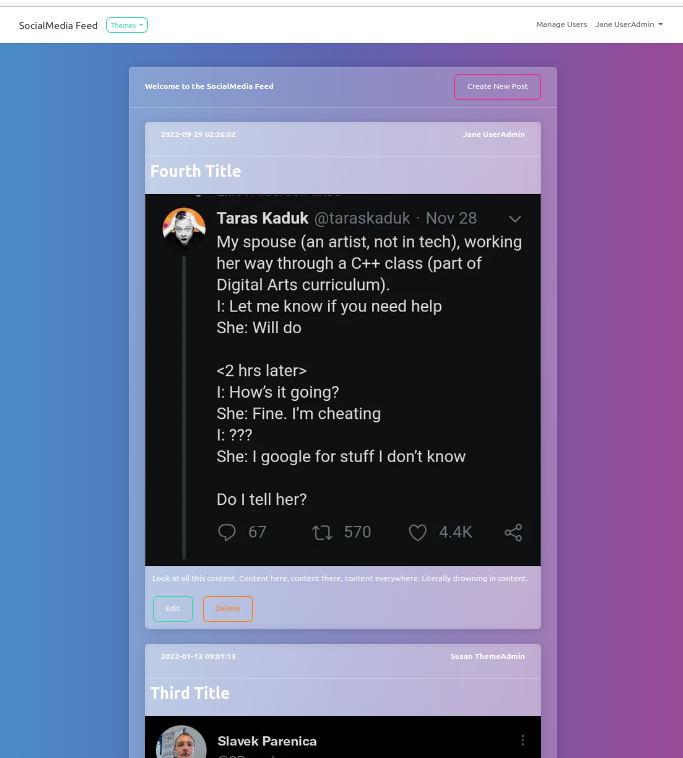 SocialMedia Feed Themes Manage Users Jane UserAdmin
Welcome to the SocialMedia Feed Create New Post
2022-09-29 02:26:02 Jane UserAdmin
Fourth Title
Taras Kaduk @taraskaduk · Nov 28
My spouse (an artist, not in tech), working
her way through a C++ class (part of
Digital Arts curriculum).
I: Let me know if you need help
She: Will do
<2 hrs later>
I: How's it going?
She: Fine. I'm cheating
I: ???
She: I google for stuff I don't know
Do I tell her?
67 570 4.4K
Look at all this content, Content here, content there, content everywhere. Literally drowning in content.
Edit Delete
2022-01-13 09:01:13 Susan ThemeAdmin
Third Title
Slavek Parenica